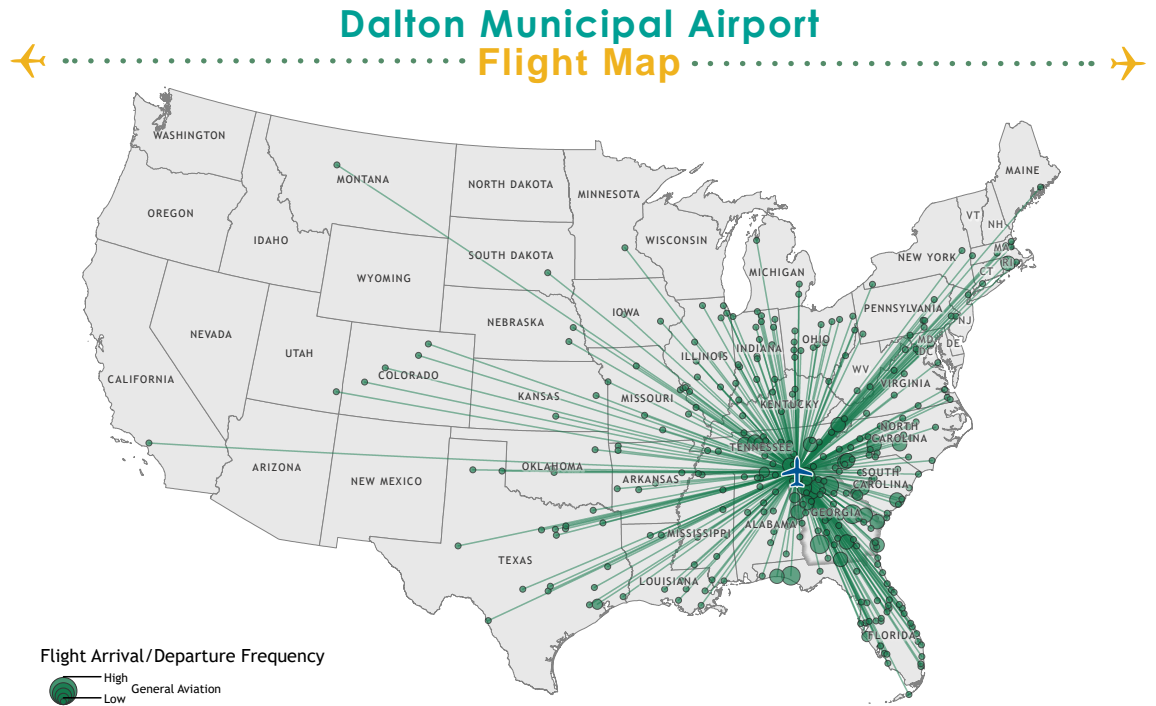 Dalton Municipal Airport
Flight Map
WASHINGTON
MAINE
MONTANA
NORTH DAKOTA
MINNESOTA
OREGON
VT
NH
IDAHO
WISCONSIN
SOUTH DAKOTA
MA
NEW YORK
RI
WYOMING
MICHIGAN
CT
IOWA
PENNSYLVANIA
NEBRASKA
NJ
NEVADA
OHIO
MD
DE
UTAH
INDIANA
DC
ILLINOIS
CALIFORNIA
COLORADO
WV
VIRGINIA
KANSAS
MISSOURI
KENTUCKY
NORTH
CAROLINA
TENNESSEE
ARIZONA
OKLAHOMA
NEW MEXICO
ARKANSAS
SOUTH
CAROLINA
GEORGIA
ALABAMA
MISSISSIPPI
TEXAS
LOUISIANA
FLORIDA
Flight Arrival/Departure Frequency
High
General Aviation
Low